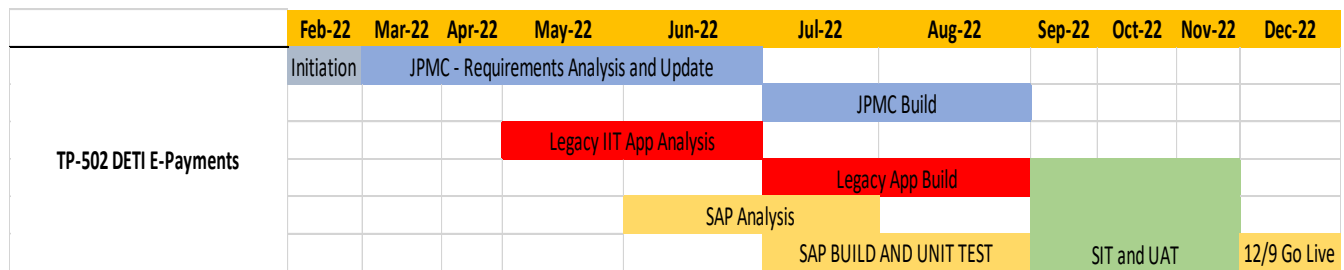 Feb-22 Mar-22 Apr-22 May-22 Jun-22 Jul-22 Aug-22 Sep-22 Oct-22 Nov-22 Dec-22
Initiation JPMC - Requirements Analysis and Update
JPMC Build
Legacy IIT App Analysis
TP-502 DETI E-Payments
Legacy App Build
SAP Analysis
SAP BUILD AND UNIT TEST SIT and UAT 12/9 Go Live